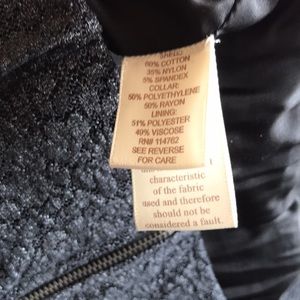 SHELL:
60% COTTON
35% NYLON
5% SPANDEX
COLLAR:
50% POLYETHYLENE
50% RAYON
LINING:
51% POLYESTER
49% VISCOSE
RN# 114762
SEE REVERSE
FOR CARE
characteristic
of the fabric
used and therefore
should not be
considered a fault.